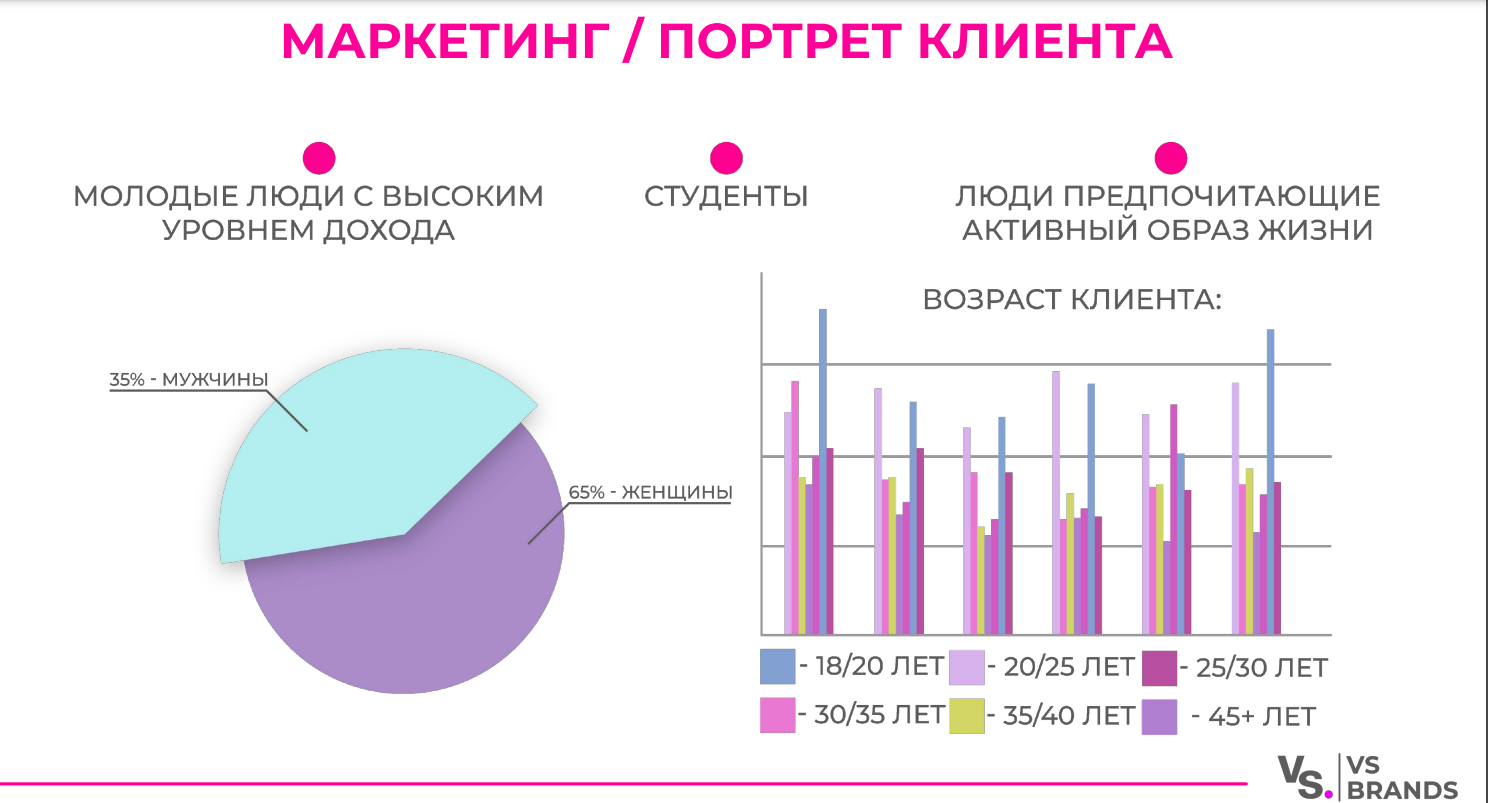 МАРКЕТИНГ / ПОРТРЕТ КЛИЕНТА
МОЛОДЫЕ ЛЮДИ С ВЫСОКИМ
УРОВНЕМ ДОХОДА
СТУДЕНТЫ
ЛЮДИ ПРЕДПОЧИТАЮЩИЕ
АКТИВНЫЙ ОБРАЗ ЖИЗНИ
35% - МУЖЧИНЫ
65% - ЖЕНЩИНЫ
ВОЗРАСТ КЛИЕНТА:
- 18/20 ЛЕТ
- 20/25 ЛЕТ
- 25/30 ЛЕТ
- 30/35 ЛЕТ
- 35/40 ЛЕТ
- 45+ ЛЕТ
VS.
VS
BRANDS